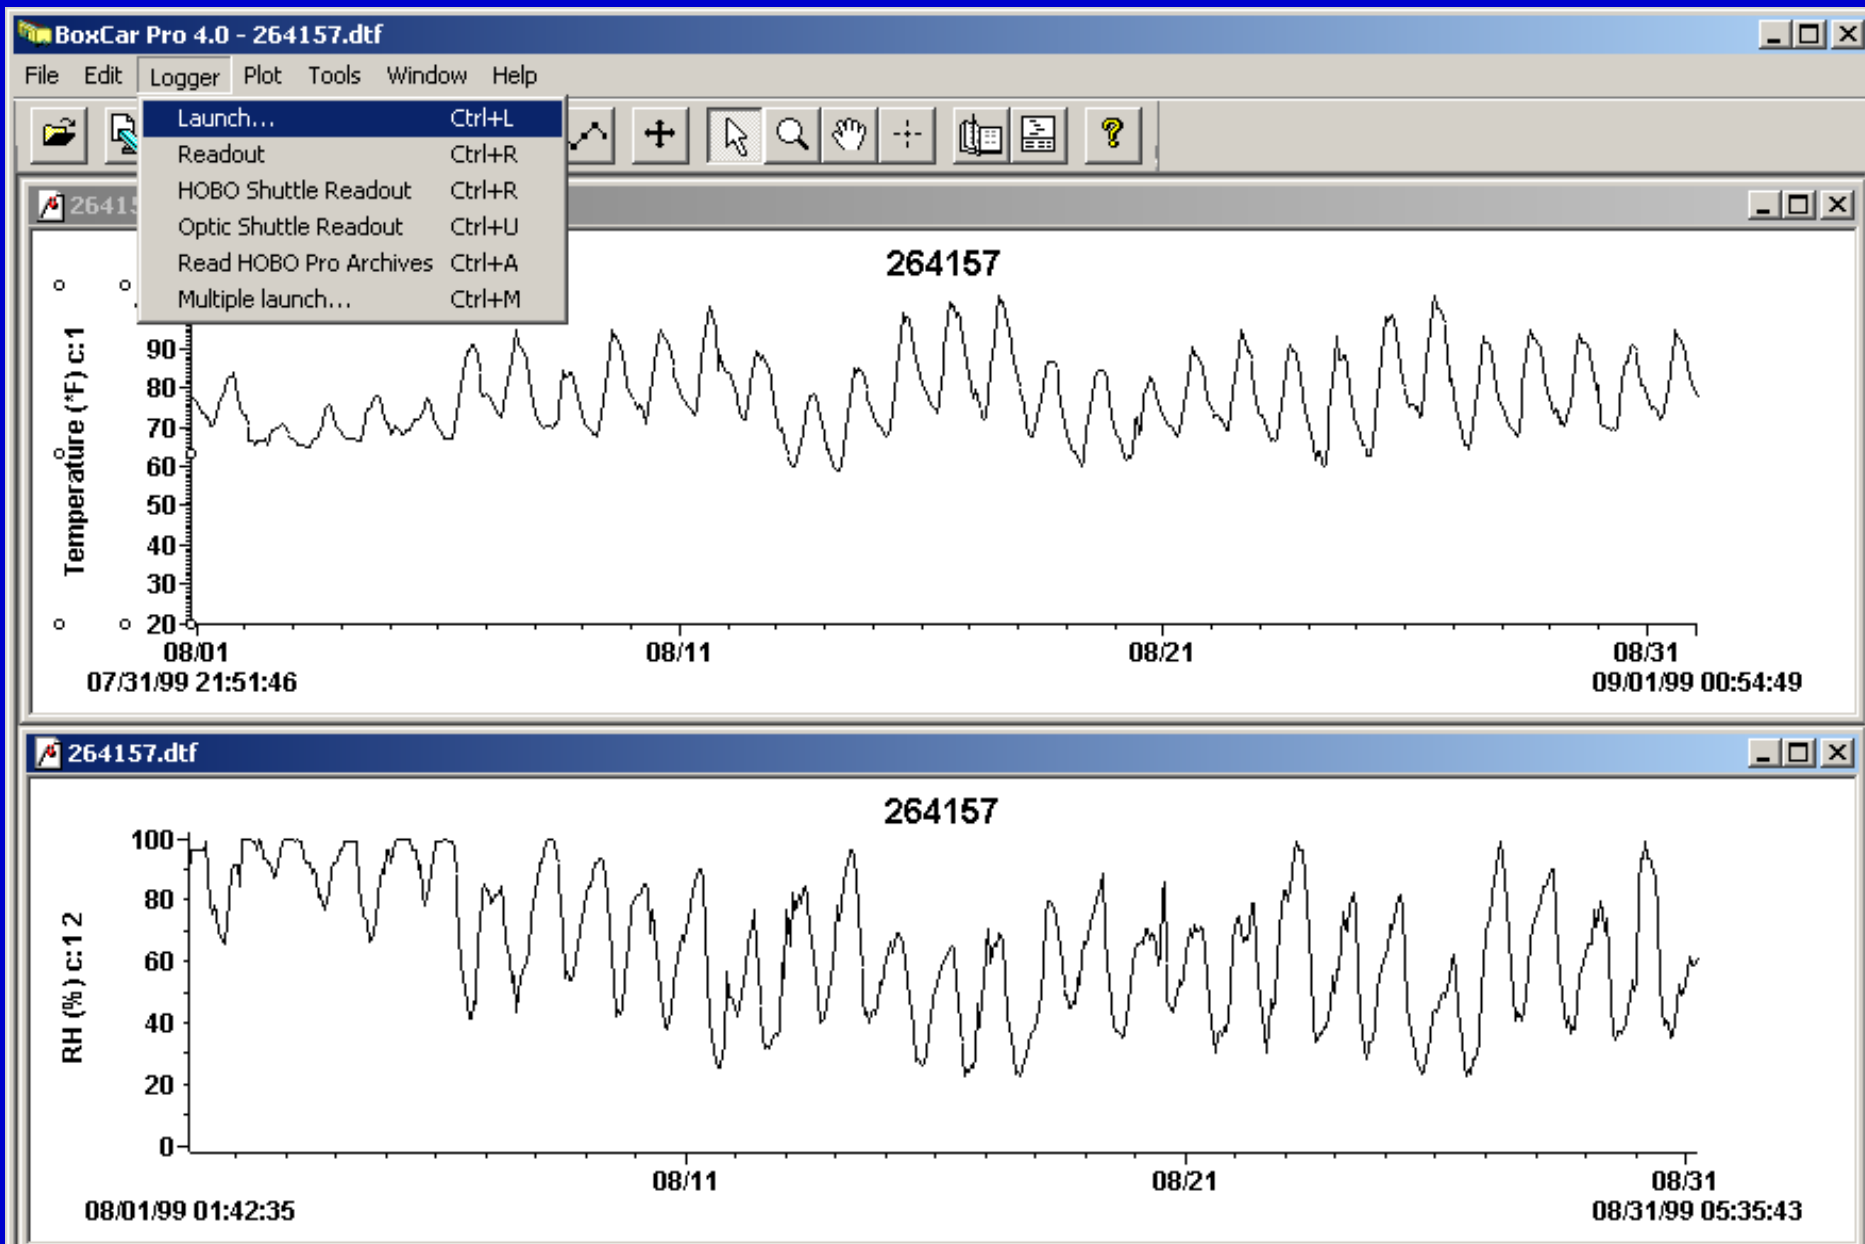 BoxCar Pro 4.0 - 264157.dtf
File Edit Logger Plot Tools Window Help
Launch... Ctrl+L
Readout Ctrl+R
HOBO Shuttle Readout Ctrl+R
Optic Shuttle Readout Ctrl+U
Read HOBO Pro Archives Ctrl+A
Multiple launch... Ctrl+M
264157
Temperature (*F) c:1
90
80
70
60
50
40
30
20
08/01 08/11 08/21 08/31
07/31/99 21:51:46 09/01/99 00:54:49
264157.dtf
264157
RH (%) c:1 2
100
80
60
40
20
0
08/11 08/21 08/31
08/01/99 01:42:35 08/31/99 05:35:43